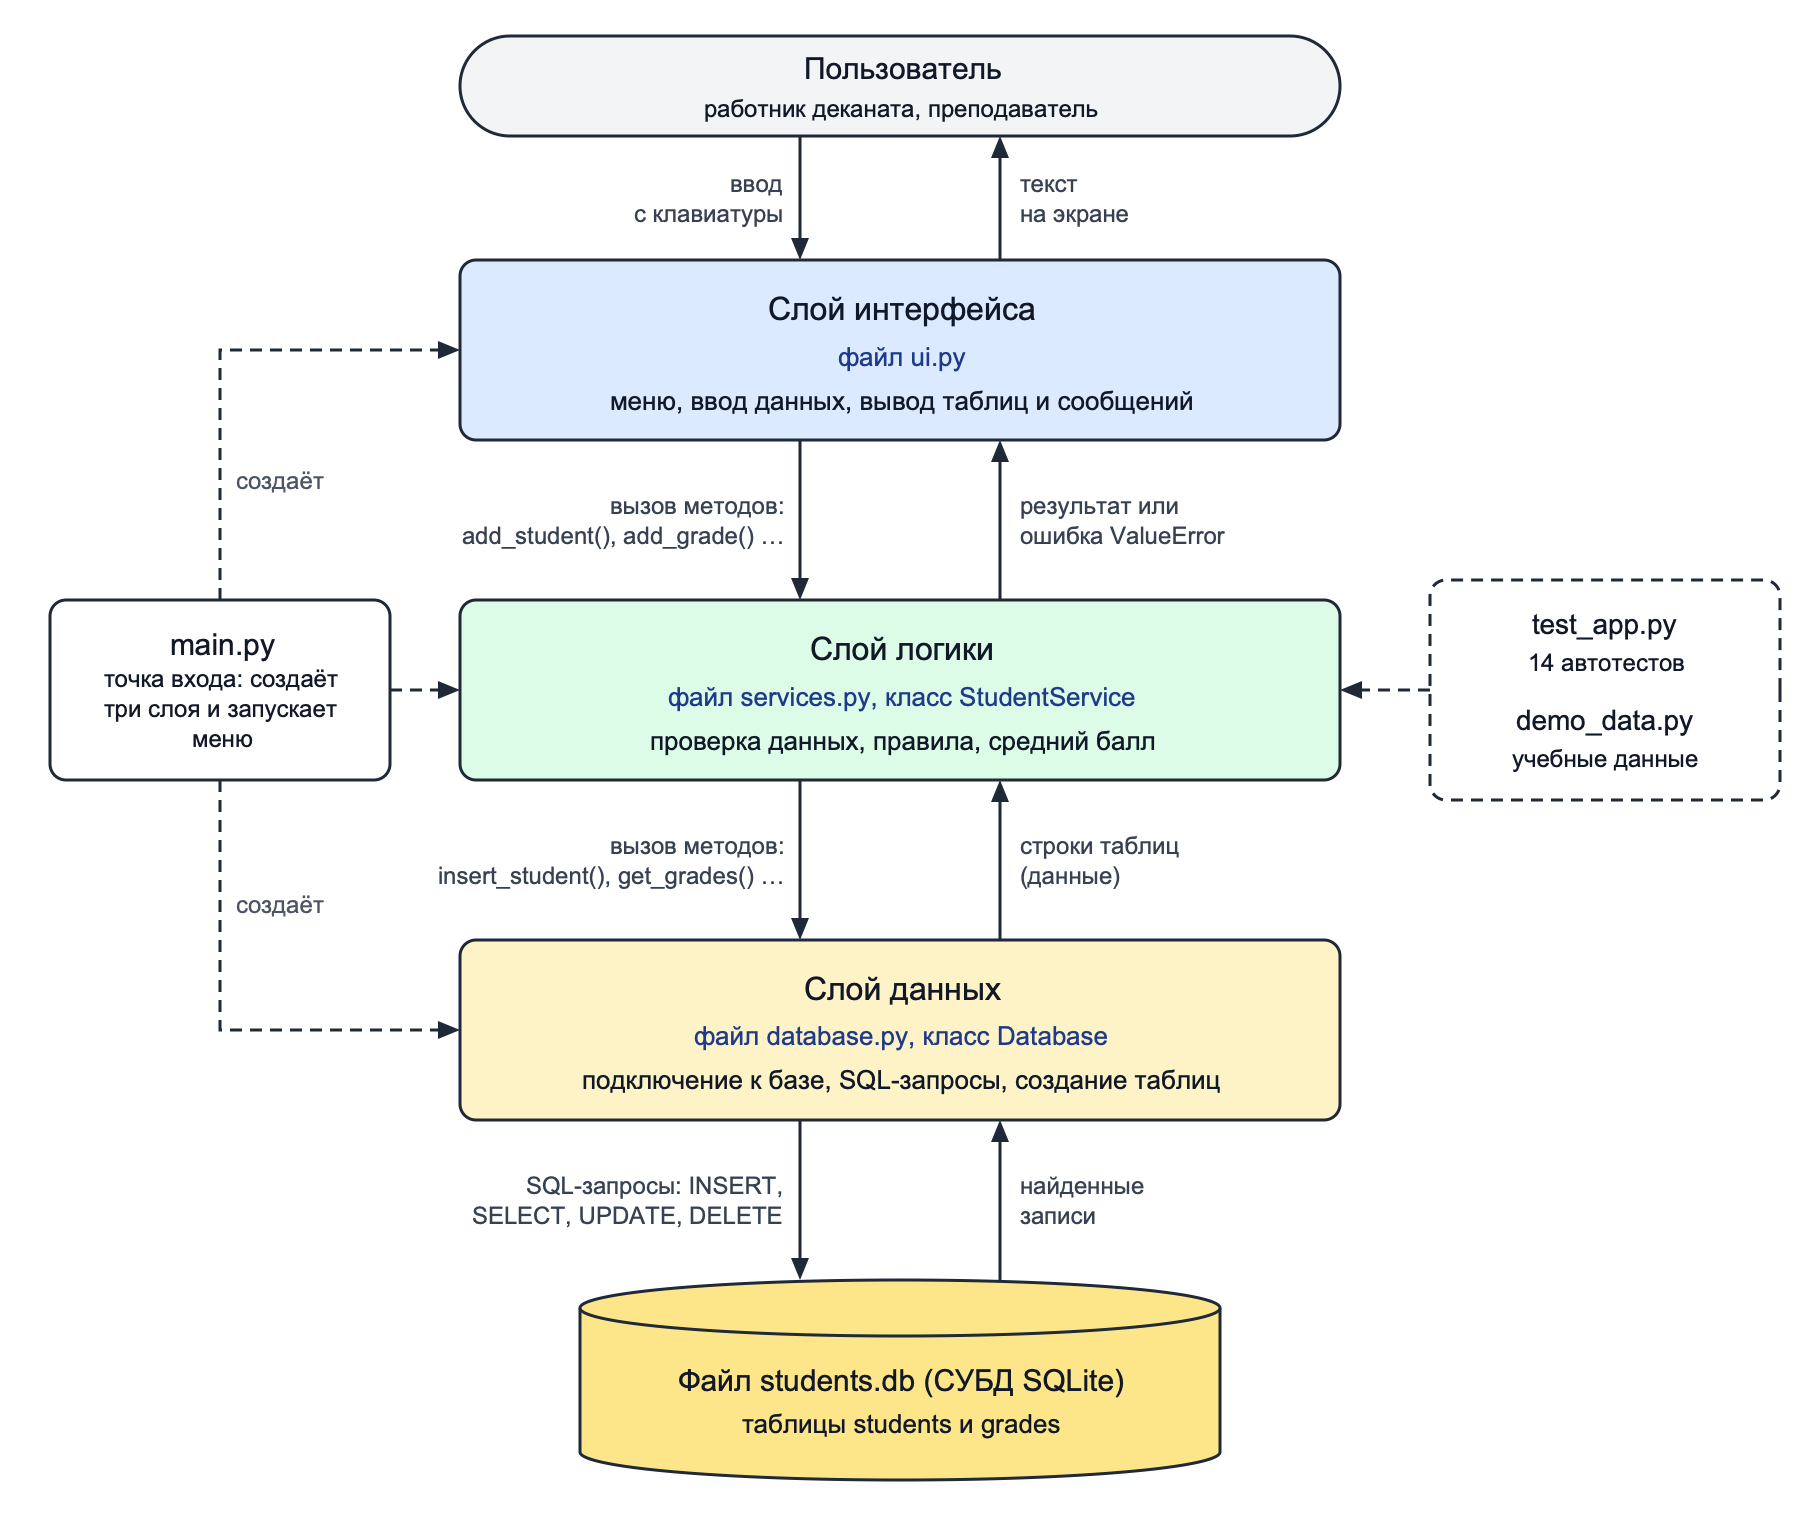 Пользователь
работник деканата, преподаватель
ввод
с клавиатуры
текст
на экране
Слой интерфейса
файл ui.py
меню, ввод данных, вывод таблиц и сообщений
создаёт
вызов методов:
add_student(), add_grade() …
результат или
ошибка ValueError
main.py
точка входа: создаёт
три слоя и запускает
меню
Слой логики
файл services.py, класс StudentService
проверка данных, правила, средний балл
test_app.py
14 автотестов
demo_data.py
учебные данные
создаёт
вызов методов:
insert_student(), get_grades() …
строки таблиц
(данные)
Слой данных
файл database.py, класс Database
подключение к базе, SQL-запросы, создание таблиц
SQL-запросы: INSERT,
SELECT, UPDATE, DELETE
найденные
записи
Файл students.db (СУБД SQLite)
таблицы students и grades